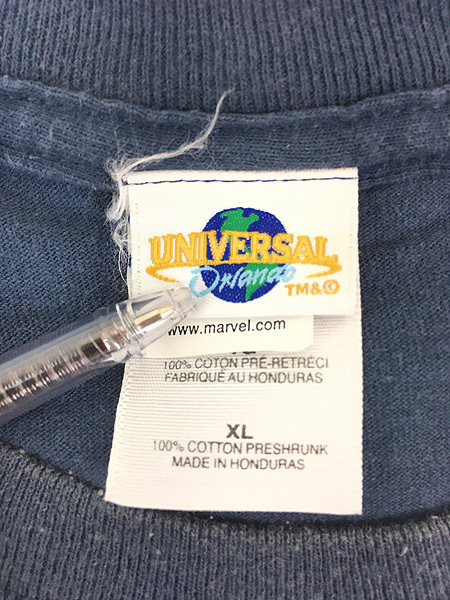 UNIVERSAL
Orlando
TM&©
www.marvel.com
100% COTON PRÉ-RETRÉCI
FABRIQUÉ AU HONDURAS
XL
100% COTTON PRESHRUNK
MADE IN HONDURAS